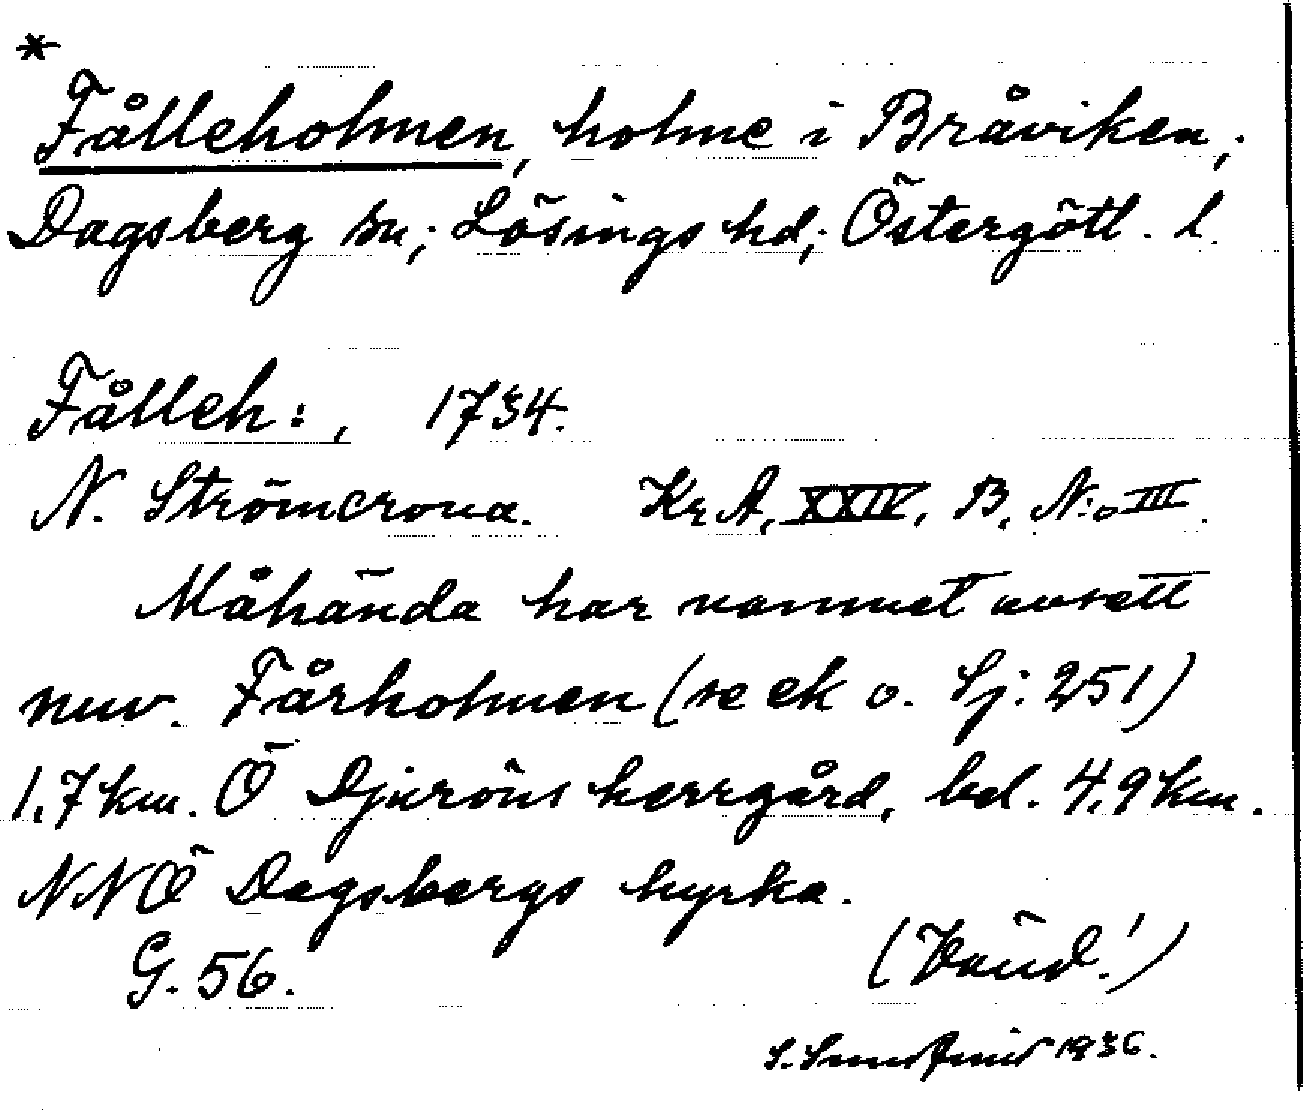 *
Fålleholmen, holme i Bråviken,
Dagsberg sn; Lösings hd; Östergötl. l.
Fålleh:, 1734.
N. Strömcrona. Kr.A. XXIV, B, N:o III.
Måhända har namnet avsett
nuv. Fårholmen (se ek o. Sj: 251)
1.7 km. Ö Djuröns herrgård, bel. 4.9 km.
NNÖ Dagsbergs kyrka.
G. 56.
(Vänd!)
S. 1936.